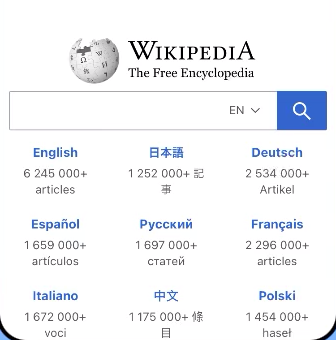 WIKIPEDIA
The Free Encyclopedia
EN
English
6 245 000+
articles
日本語
1 252 000+ 記
事
Deutsch
2 534 000+
Artikel
Español
1 659 000+
artículos
Русский
1 697 000+
статей
Français
2 296 000+
articles
Italiano
1 672 000+
voci
中文
1 175 000+ 條
目
Polski
1 454 000+
haseł